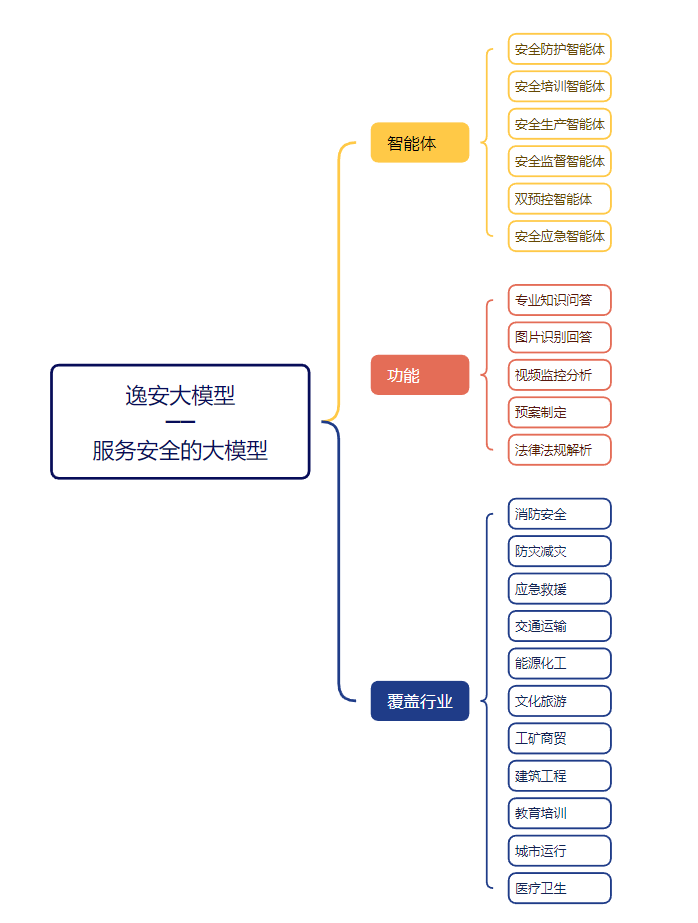 逸安大模型
——
服务安全的大模型
智能体
安全防护智能体
安全培训智能体
安全生产智能体
安全监督智能体
双预控智能体
安全应急智能体
功能
专业知识问答
图片识别回答
视频监控分析
预案制定
法律法规解析
覆盖行业
消防安全
防灾减灾
应急救援
交通运输
能源化工
文化旅游
工矿商贸
建筑工程
教育培训
城市运行
医疗卫生